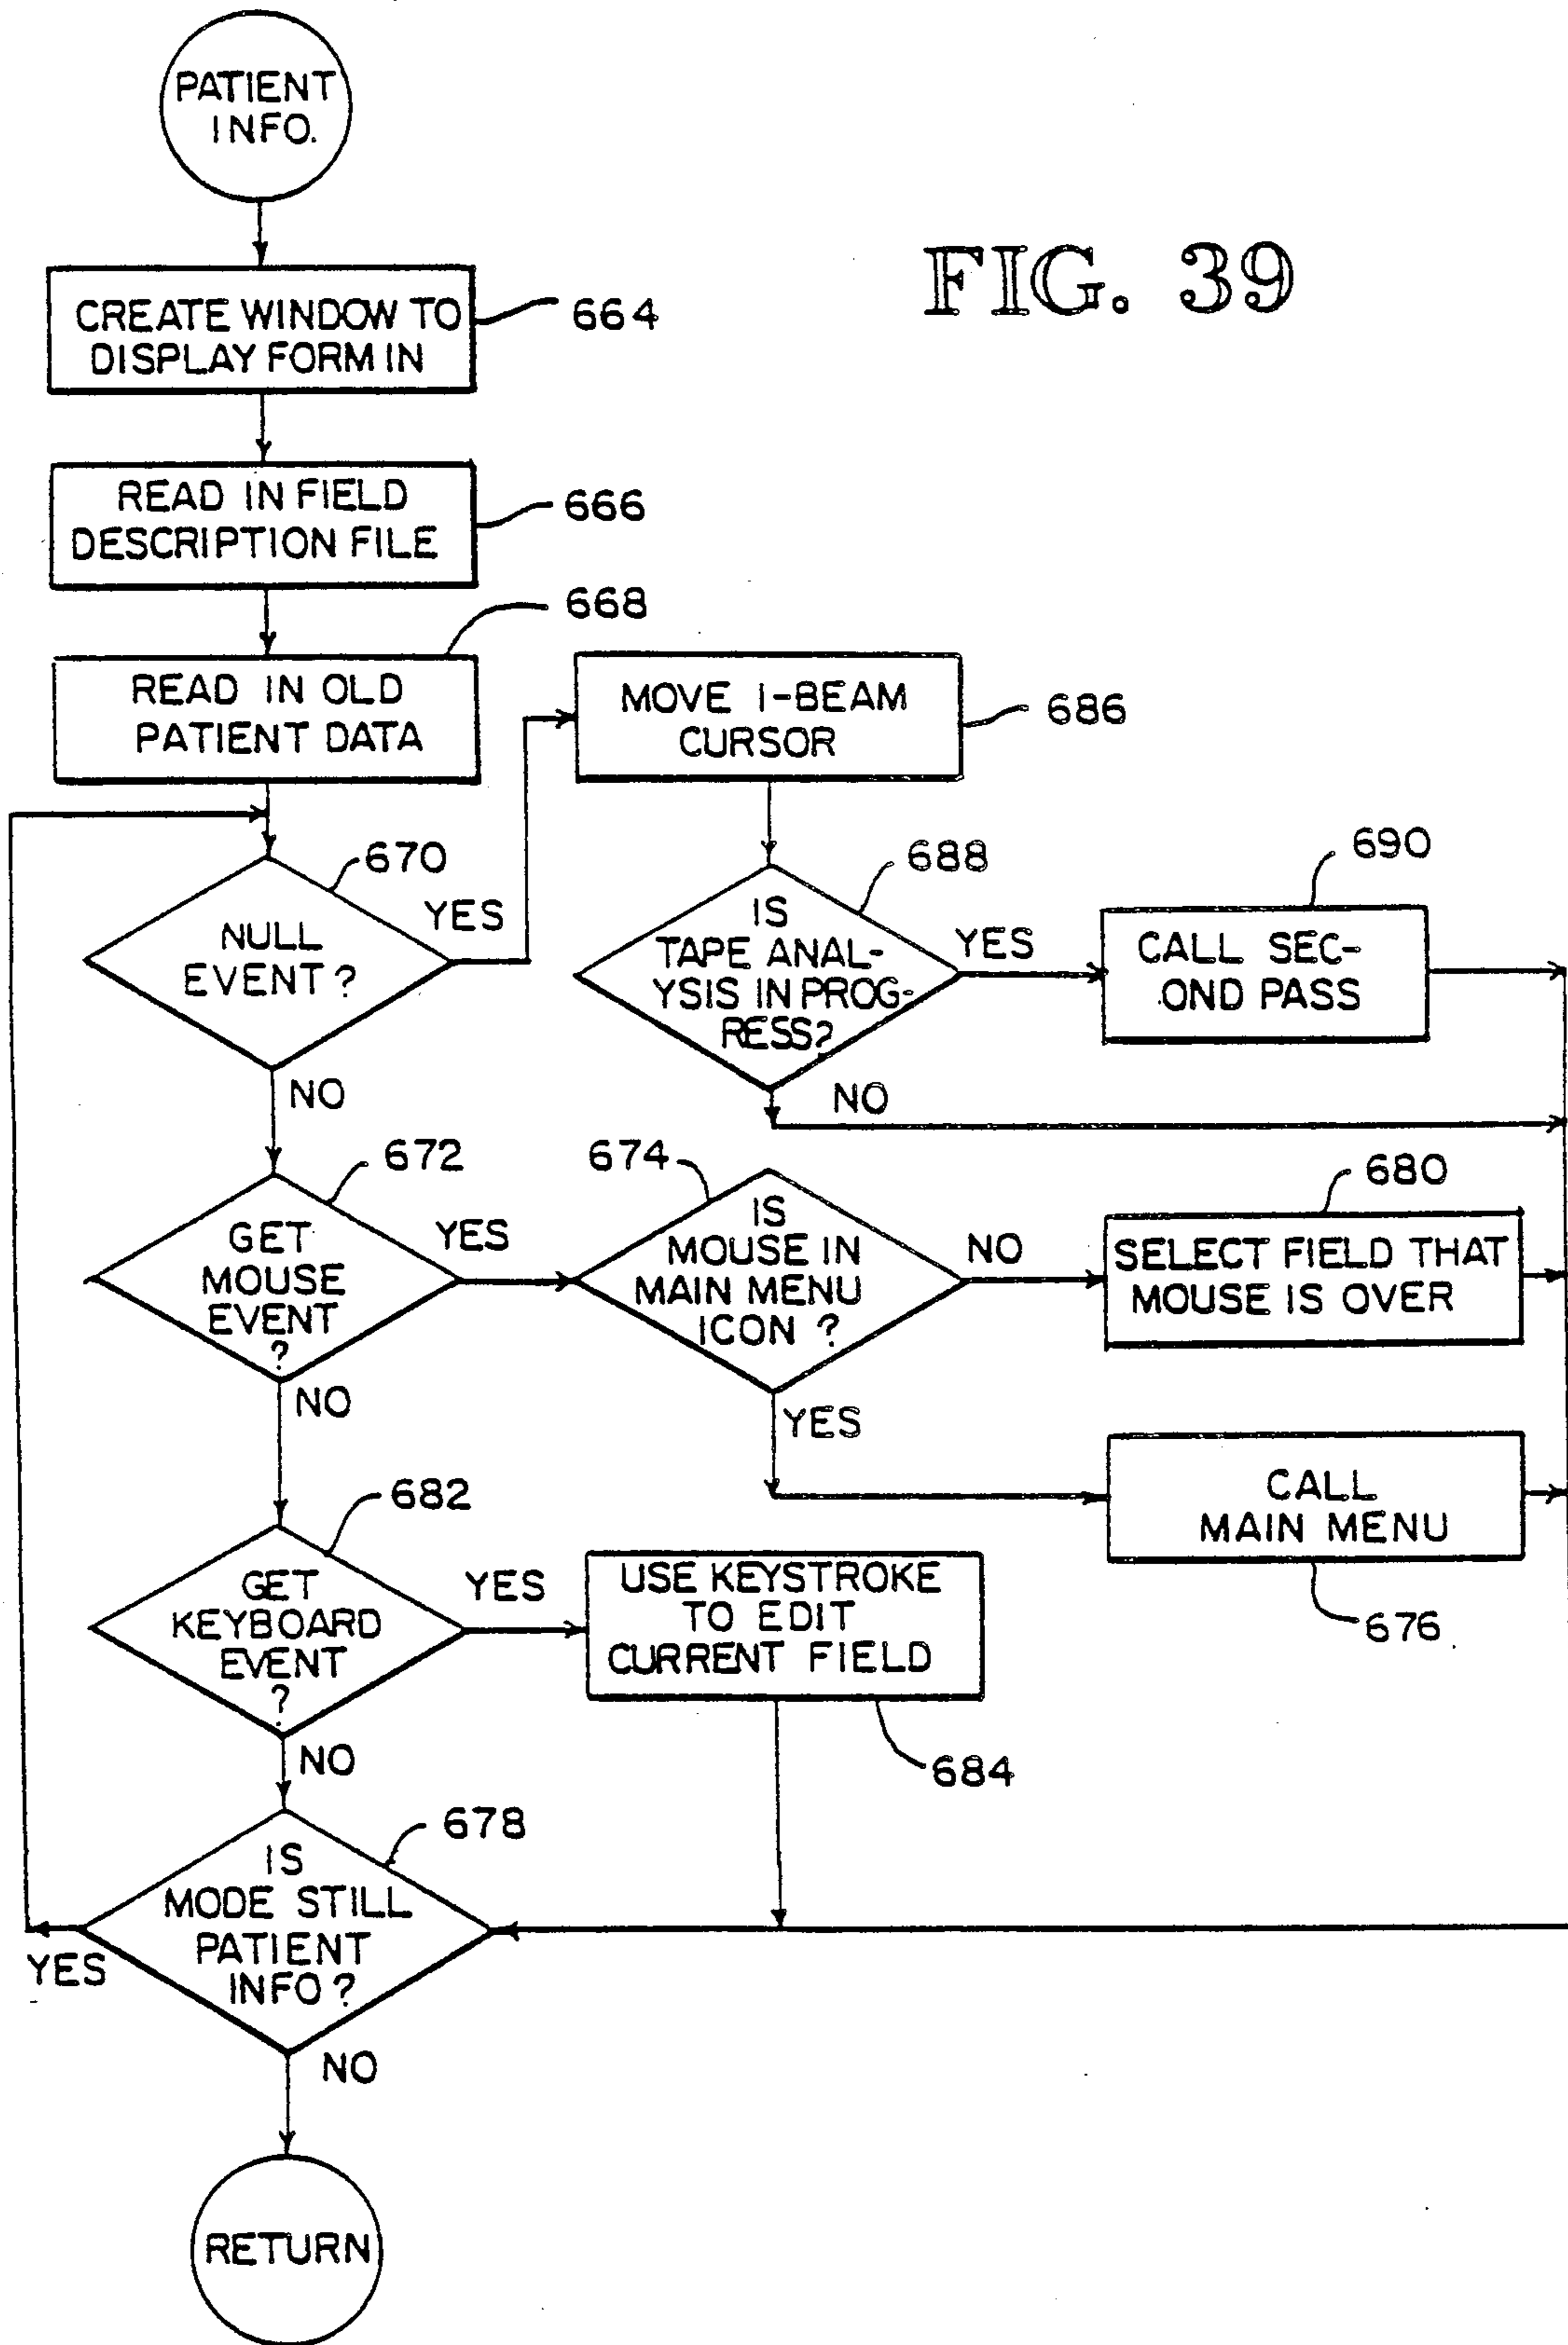 PATIENT
INFO.
FIG. 39
CREATE WINDOW TO
DISPLAY FORM IN
664
READ IN FIELD
DESCRIPTION FILE
666
668
READ IN OLD
PATIENT DATA
MOVE I-BEAM
CURSOR
686
670
NULL
EVENT?
YES
NO
688
IS
TAPE ANAL-
YSIS IN PROG-
RESS?
YES
NO
690
CALL SEC-
OND PASS
672
GET
MOUSE
EVENT
?
YES
NO
674
IS
MOUSE IN
MAIN MENU
ICON ?
NO
YES
680
SELECT FIELD THAT
MOUSE IS OVER
CALL
MAIN MENU
676
682
GET
KEYBOARD
EVENT
?
YES
NO
USE KEYSTROKE
TO EDIT
CURRENT FIELD
684
678
IS
MODE STILL
PATIENT
INFO?
YES
NO
RETURN